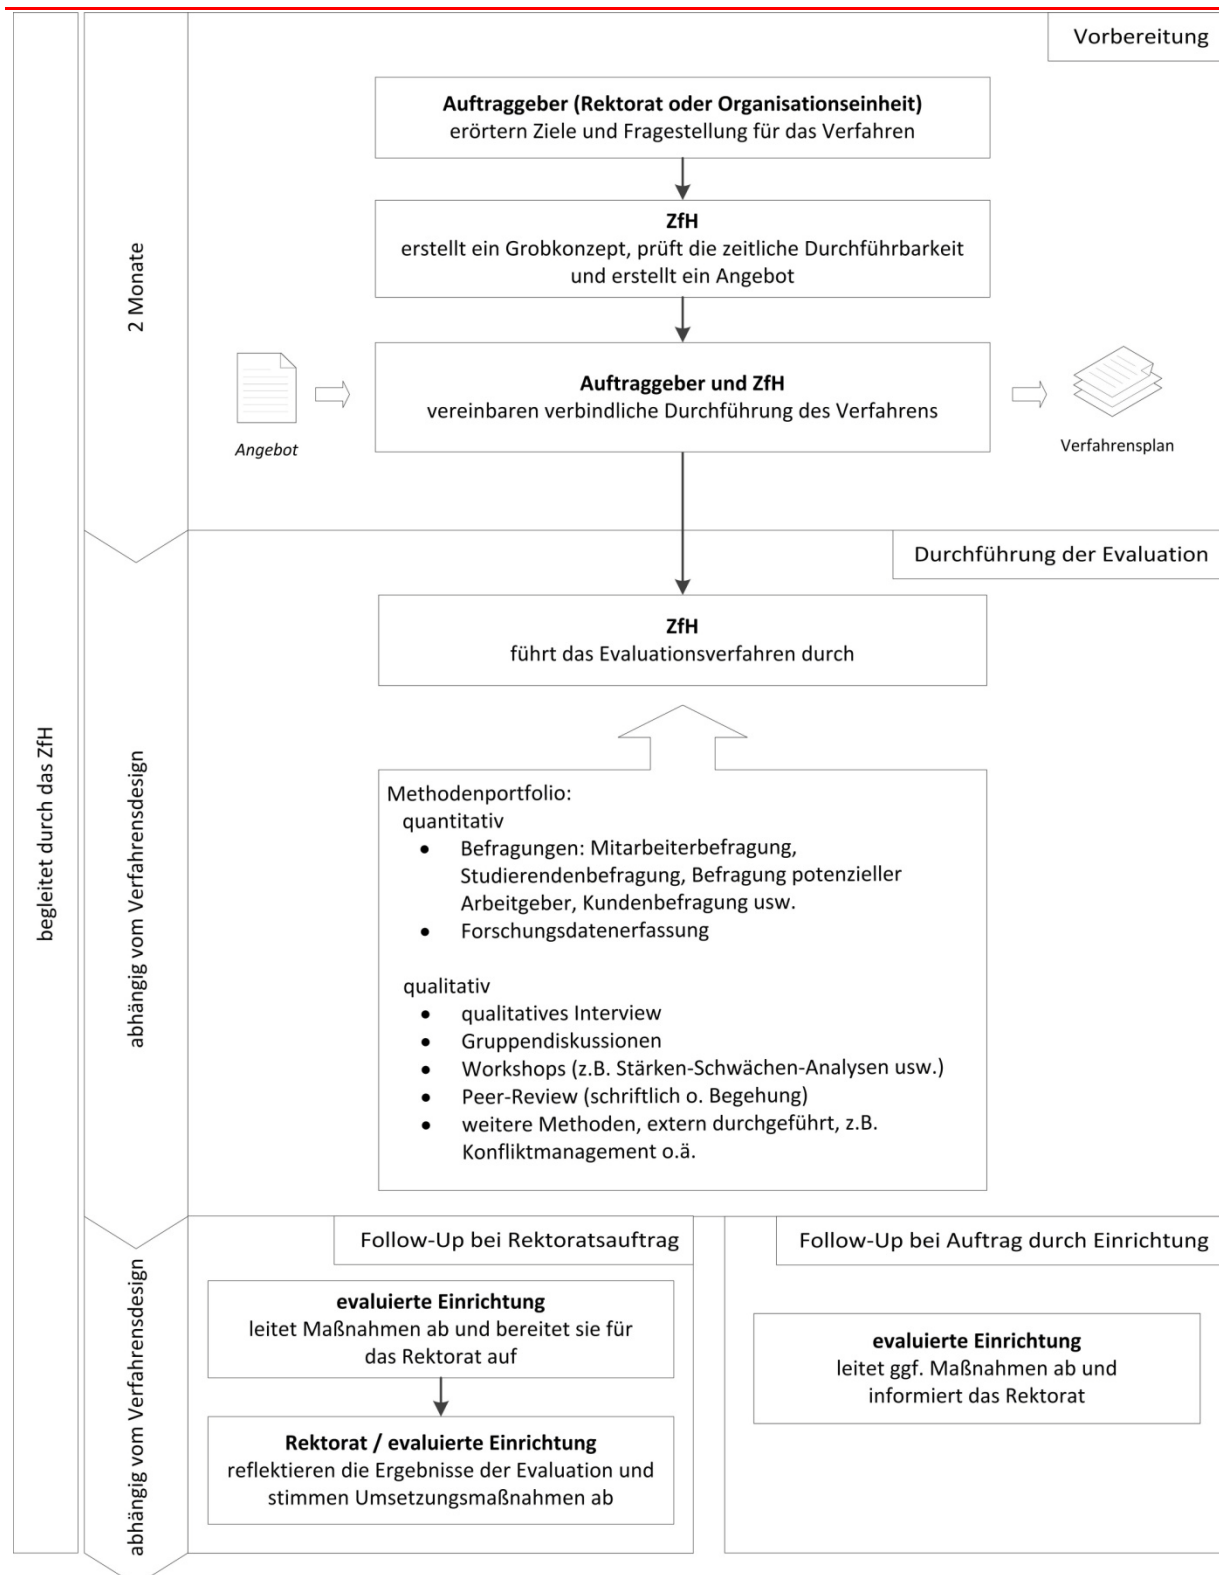 Vorbereitung
Auftraggeber (Rektorat oder Organisationseinheit)
erörtern Ziele und Fragestellung für das Verfahren
ZfH
erstellt ein Grobkonzept, prüft die zeitliche Durchführbarkeit
und erstellt ein Angebot
2 Monate
Auftraggeber und ZfH
vereinbaren verbindliche Durchführung des Verfahrens
Angebot
Verfahrensplan
Durchführung der Evaluation
ZfH
führt das Evaluationsverfahren durch
begleitet durch das ZfH
abhängig vom Verfahrensdesign
Methodenportfolio:
quantitativ
• Befragungen: Mitarbeiterbefragung,
Studierendenbefragung, Befragung potenzieller
Arbeitgeber, Kundenbefragung usw.
• Forschungsdatenerfassung
qualitativ
• qualitatives Interview
• Gruppendiskussionen
• Workshops (z.B. Stärken-Schwächen-Analysen usw.)
• Peer-Review (schriftlich o. Begehung)
• weitere Methoden, extern durchgeführt, z.B.
Konfliktmanagement o.ä.
abhängig vom Verfahrensdesign
Follow-Up bei Rektoratsauftrag
evaluierte Einrichtung
leitet Maßnahmen ab und bereitet sie für
das Rektorat auf
Rektorat / evaluierte Einrichtung
reflektieren die Ergebnisse der Evaluation und
stimmen Umsetzungsmaßnahmen ab
Follow-Up bei Auftrag durch Einrichtung
evaluierte Einrichtung
leitet ggf. Maßnahmen ab und
informiert das Rektorat